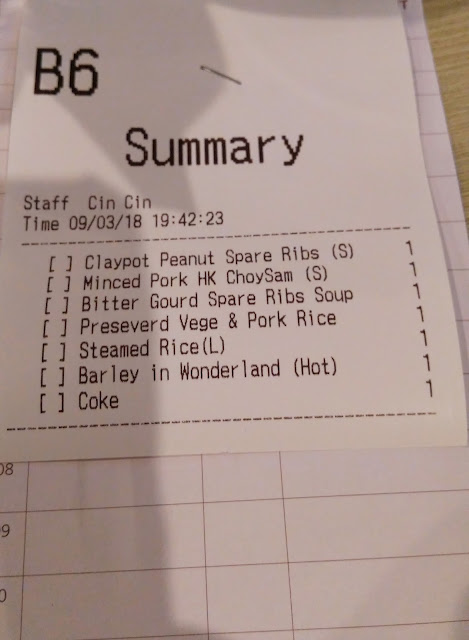 B6
Summary
Staff Cin Cin
Time 09/03/18 19:42:23
[ ] Claypot Peanut Spare Ribs (S) 1
[ ] Minced Pork HK ChoySam (S) 1
[ ] Bitter Gourd Spare Ribs Soup 1
[ ] Preseverd Vege & Pork Rice 1
[ ] Steamed Rice(L) 1
[ ] Barley in Wonderland (Hot) 1
[ ] Coke 1
08